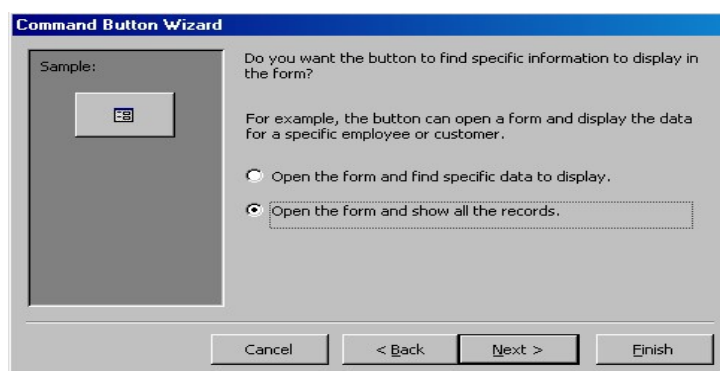 Command Button Wizard
Sample:
Do you want the button to find specific information to display in
the form?
For example, the button can open a form and display the data
for a specific employee or customer.
Open the form and find specific data to display.
Open the form and show all the records.
Cancel
< Back
Next >
Finish